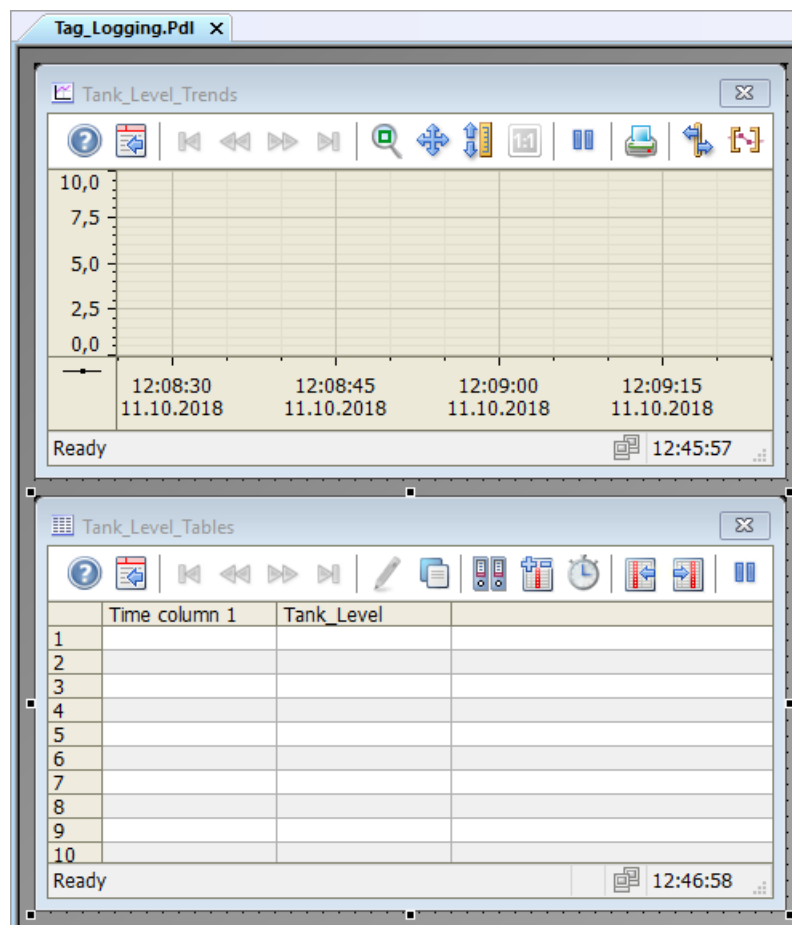 Tag_Logging.Pdl
Tank_Level_Trends
1:1
10,0
7,5
5,0
2,5
0,0
12:08:30 12:08:45 12:09:00 12:09:15
11.10.2018 11.10.2018 11.10.2018 11.10.2018
Ready 12:45:57
Tank_Level_Tables
Time column 1 Tank_Level
1
2
3
4
5
6
7
8
9
10
Ready 12:46:58